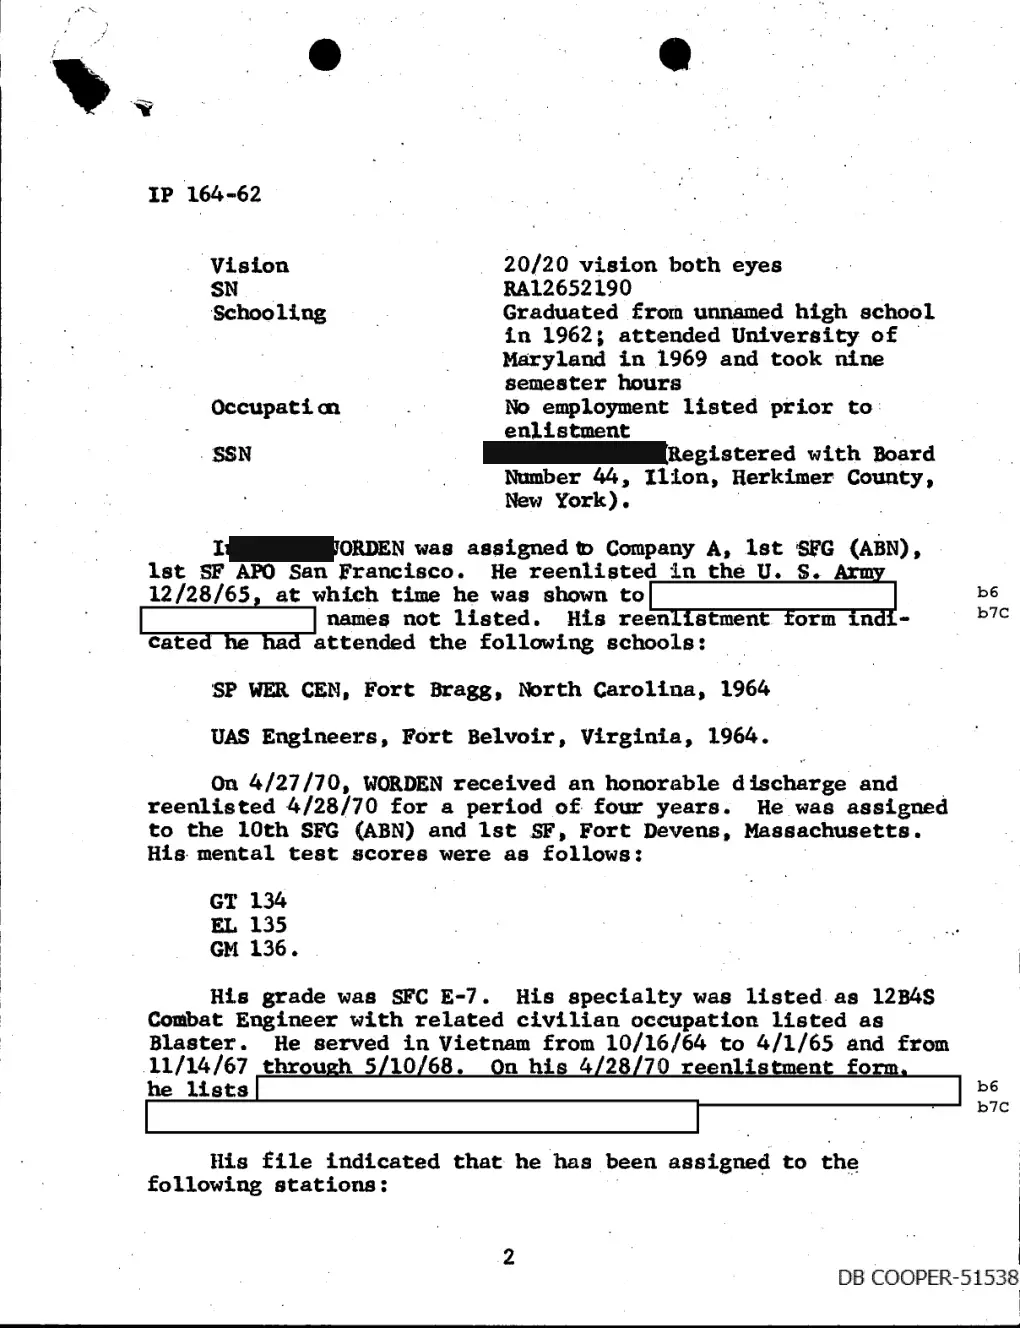 IP 164-62
Vision 20/20 vision both eyes
SN RA12652190
Schooling Graduated from unnamed high school
in 1962; attended University of
Maryland in 1969 and took nine
semester hours
Occupation No employment listed prior to
enlistment
SSN (Registered with Board
Number 44, Ilion, Herkimer County,
New York).
WORDEN was assigned to Company A, 1st SFG (ABN),
1st SF APO San Francisco. He reenlisted in the U. S. Army
12/28/65, at which time he was shown to b6
names not listed. His reenlistment form indi- b7C
cated he had attended the following schools:
SP WER CEN, Fort Bragg, North Carolina, 1964
UAS Engineers, Fort Belvoir, Virginia, 1964.
On 4/27/70, WORDEN received an honorable discharge and
reenlisted 4/28/70 for a period of four years. He was assigned
to the 10th SFG (ABN) and 1st SF, Fort Devens, Massachusetts.
His mental test scores were as follows:
GT 134
EL 135
GM 136.
His grade was SFC E-7. His specialty was listed as 12B4S
Combat Engineer with related civilian occupation listed as
Blaster. He served in Vietnam from 10/16/64 to 4/1/65 and from
11/14/67 through 5/10/68. On his 4/28/70 reenlistment form,
he lists b6
b7C
His file indicated that he has been assigned to the
following stations:
2
DB COOPER-51538